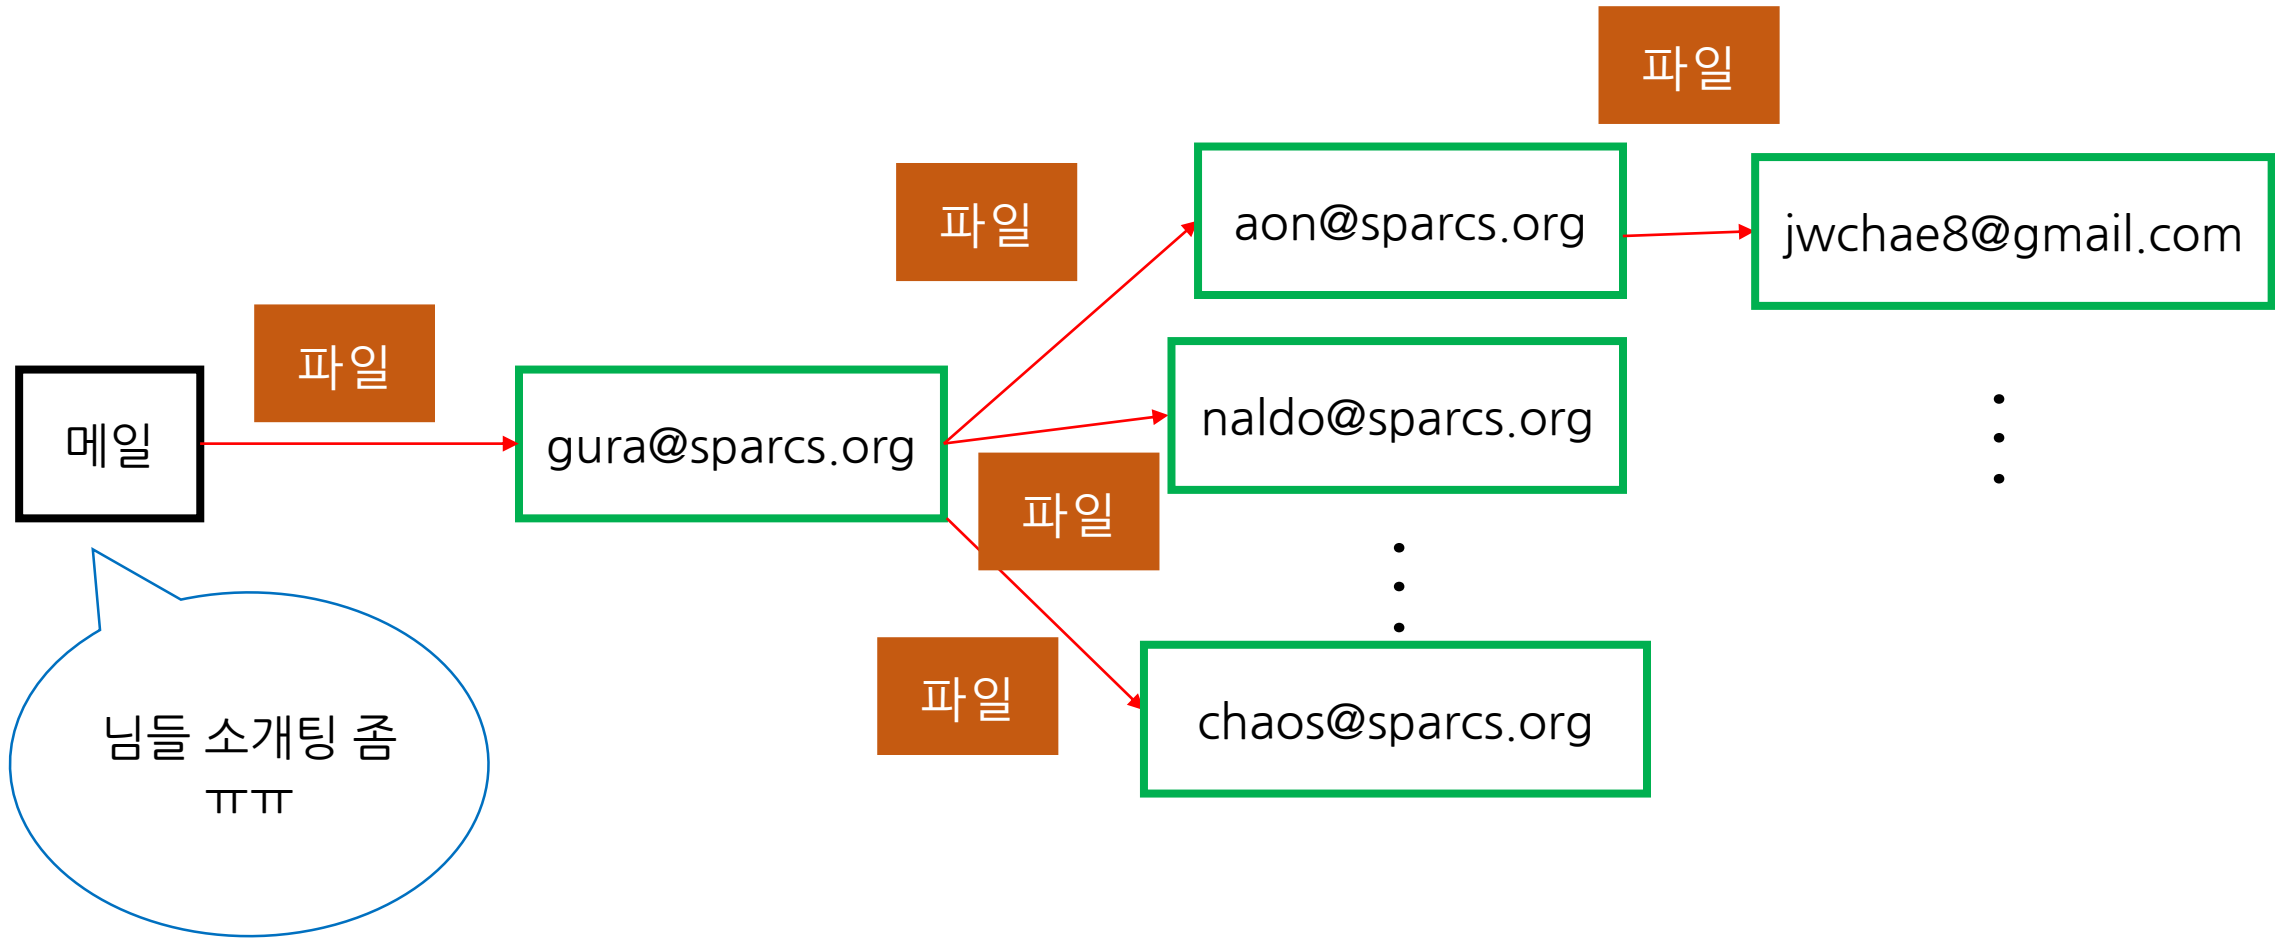 파일
파일
aon@sparcs.org
jwchae8@gmail.com
파일
메일
gura@sparcs.org
naldo@sparcs.org
파일
파일
chaos@sparcs.org
님들 소개팅 좀
ㅠㅠ